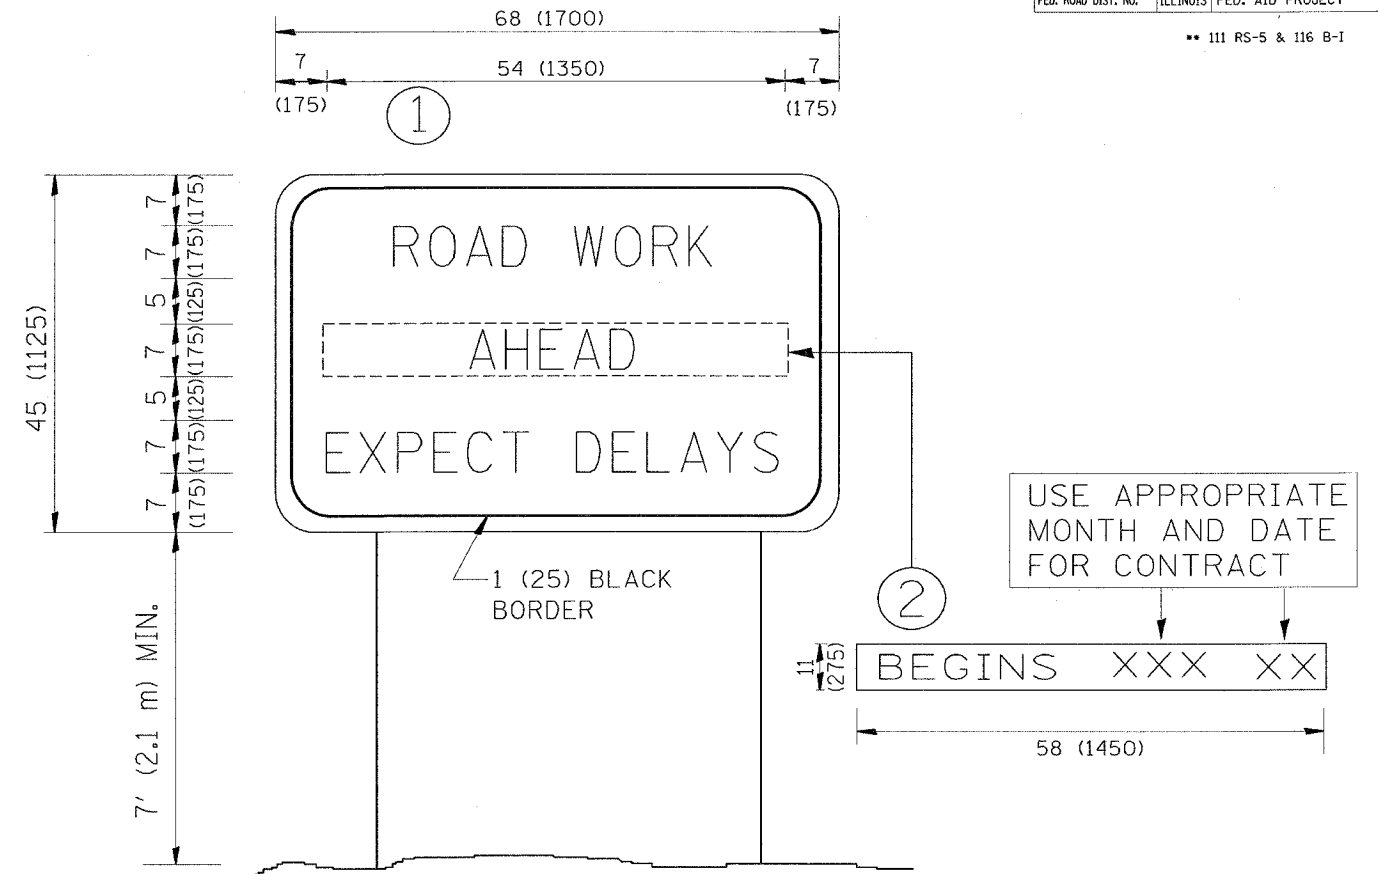 68 (1700)
FED. ROAD DIST. NO. ILLINOIS FED. AID PROJECT
** 111 RS-5 & 116 B-I
7 54 (1350) 7
(175) (175)
1
7 (175)
7 (175)
5 (125)
7 (175)
5 (125)
7 (175)
7 (175)
45 (1125)
ROAD WORK
AHEAD
EXPECT DELAYS
1 (25) BLACK
BORDER
7' (2.1 m) MIN.
2
USE APPROPRIATE
MONTH AND DATE
FOR CONTRACT
11
(275)
BEGINS XXX XX
58 (1450)